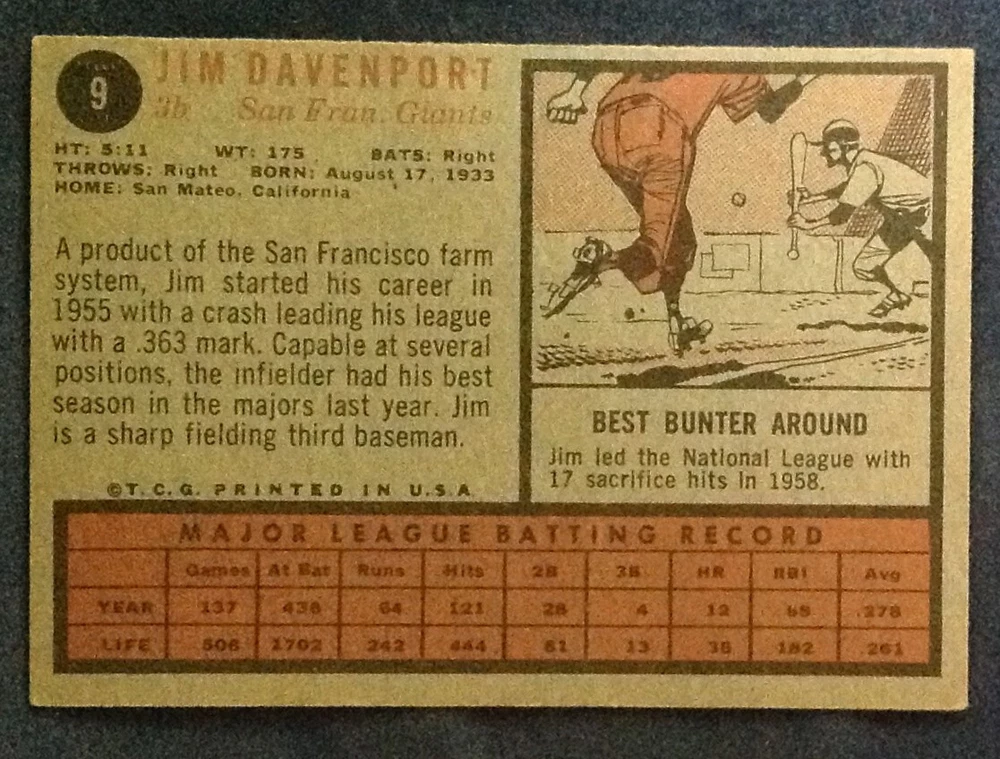 9
JIM DAVENPORT
3b San Fran. Giants
HT: 5:11 WT: 175 BATS: Right
THROWS: Right BORN: August 17, 1933
HOME: San Mateo, California
A product of the San Francisco farm
system, Jim started his career in
1955 with a crash leading his league
with a .363 mark. Capable at several
positions, the infielder had his best
season in the majors last year. Jim
is a sharp fielding third baseman.
©T.C.G. PRINTED IN U.S.A
BEST BUNTER AROUND
Jim led the National League with
17 sacrifice hits in 1958.
MAJOR LEAGUE BATTING RECORD
Games At Bat Runs Hits 2B 3B HR RBI Avg
YEAR 137 436 64 121 28 4 12 65 .278
LIFE 506 1702 242 444 81 13 38 182 .261